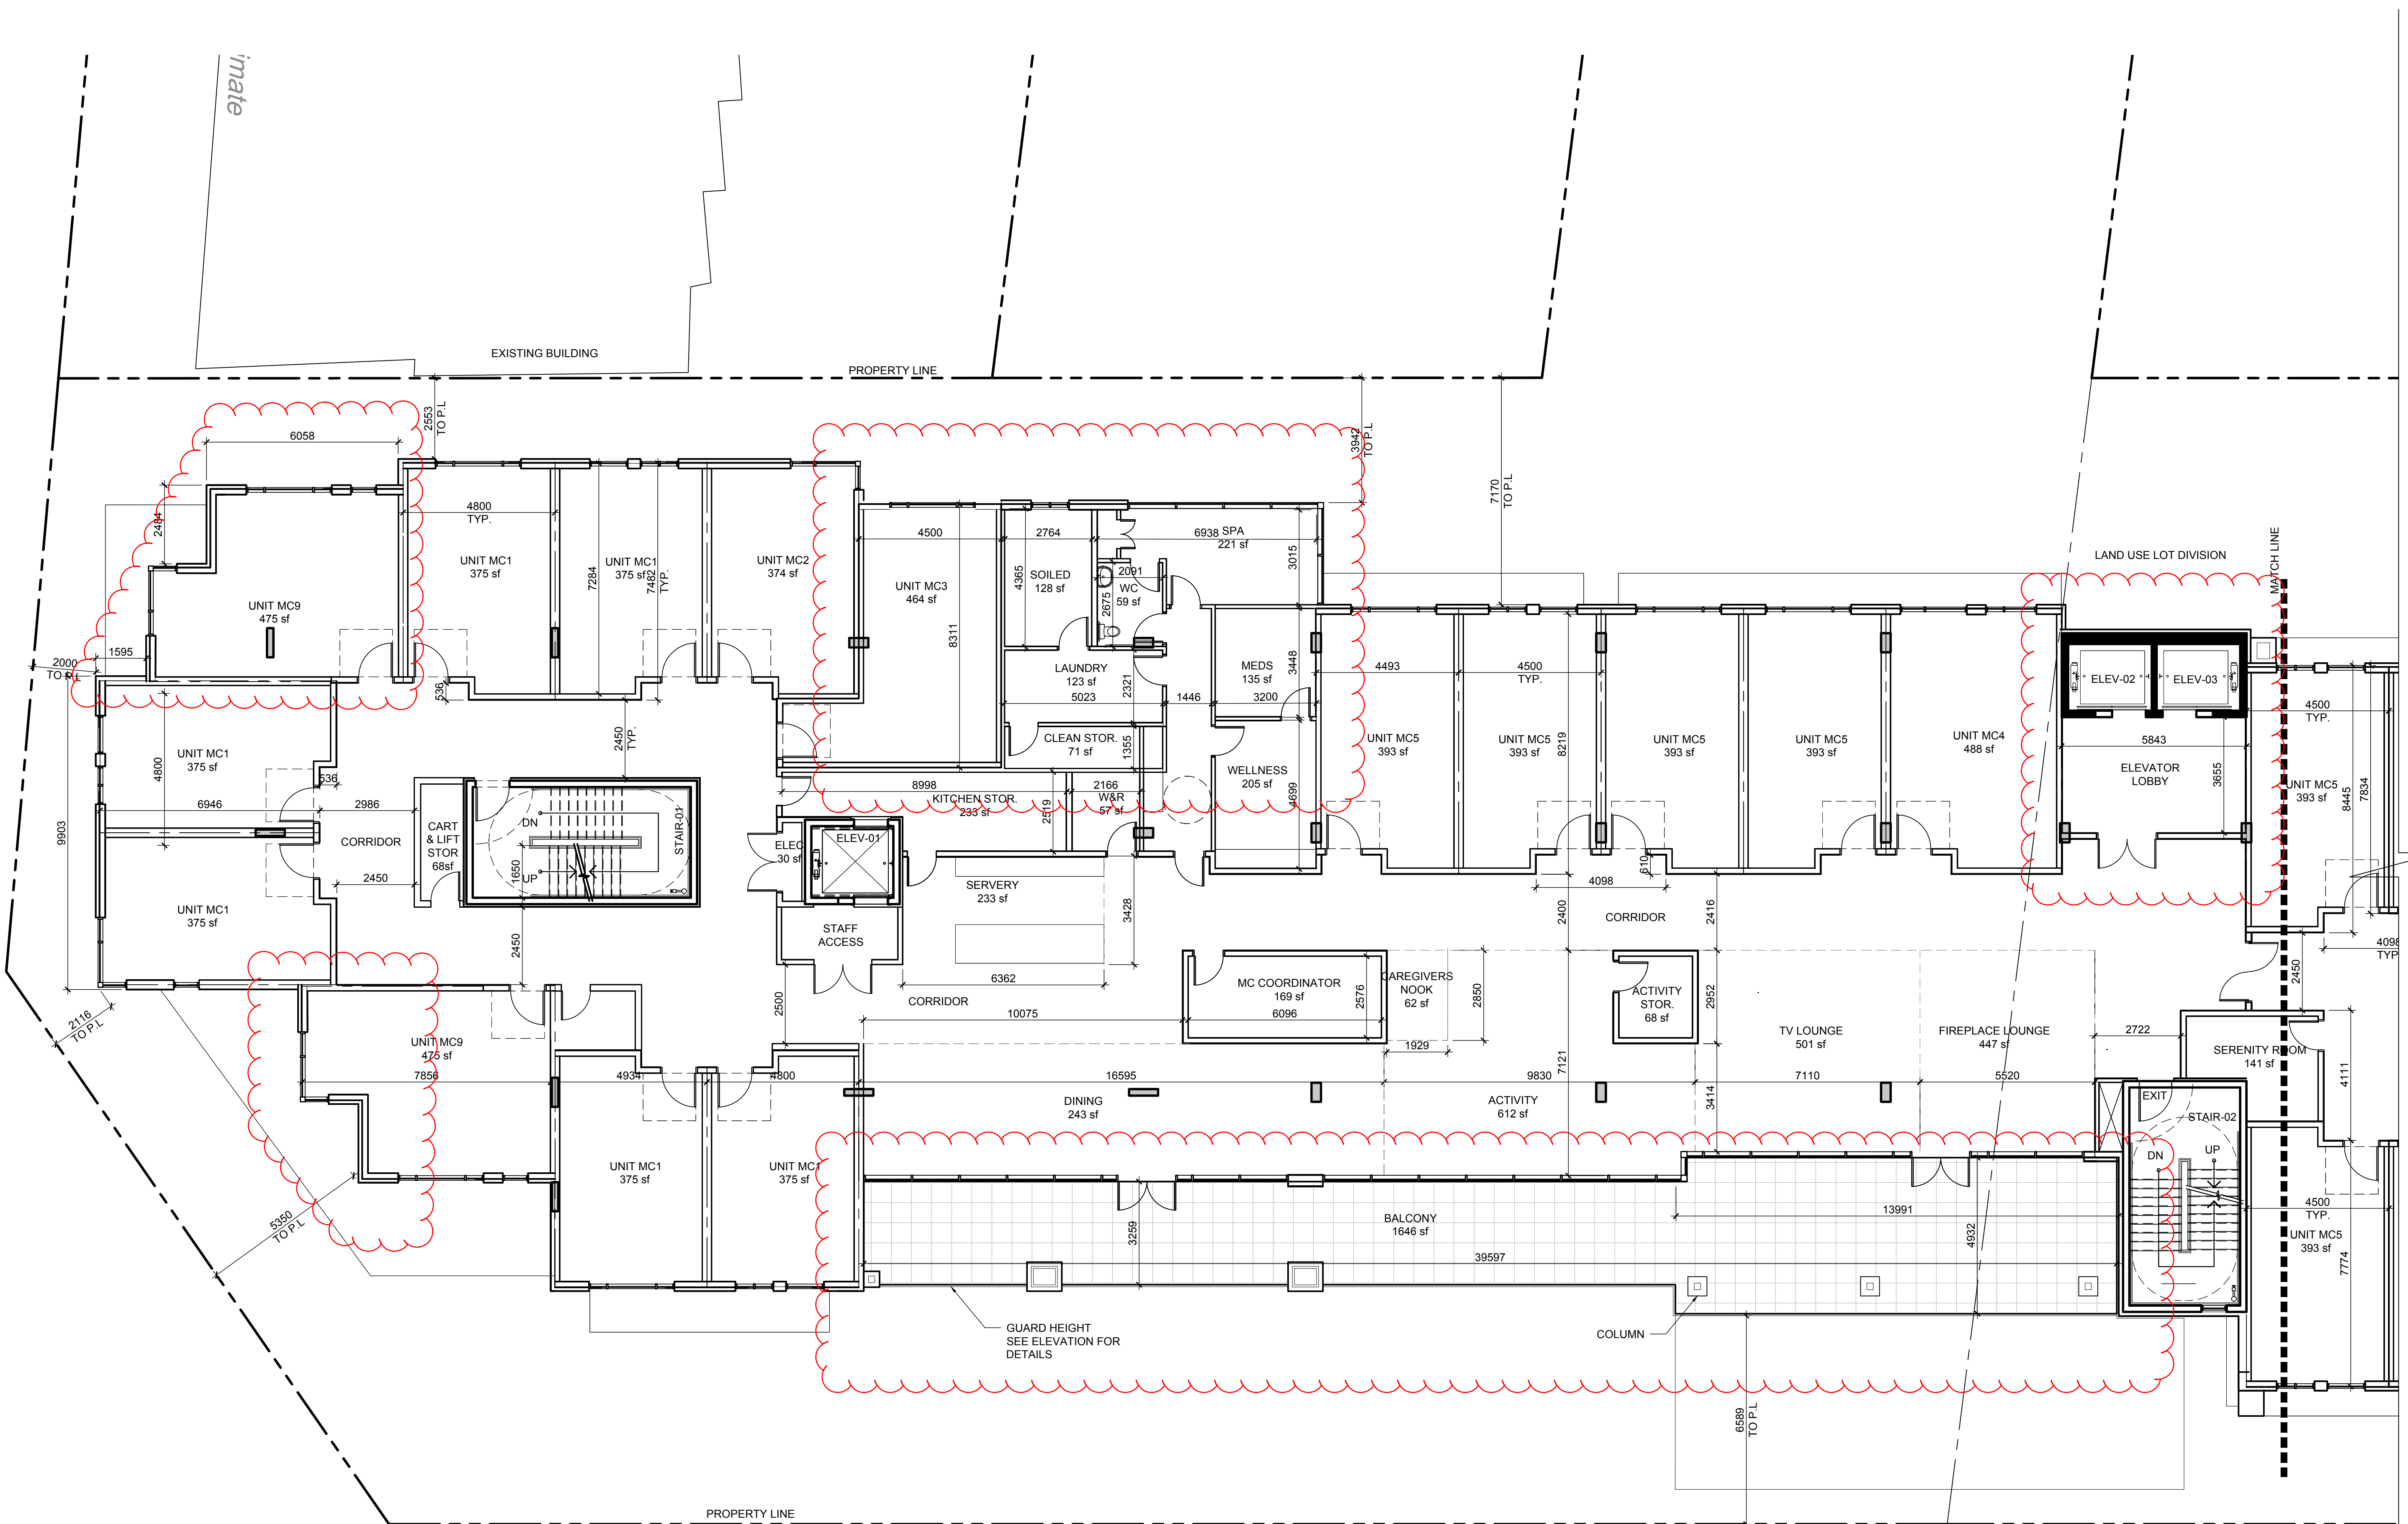 imate
EXISTING BUILDING
PROPERTY LINE
2553
TO P.L
3942
TO P.L
7170
TO P.L
6058
2484
4800
TYP.
UNIT MC9
475 sf
UNIT MC1
375 sf
7284
UNIT MC1
375 sf
7482
TYP.
UNIT MC2
374 sf
4500
UNIT MC3
464 sf
8311
2764
SOILED
128 sf
4365
6938
SPA
221 sf
3015
2091
WC
59 sf
2675
LAUNDRY
123 sf
5023
2321
1446
MEDS
135 sf
3448
3200
CLEAN STOR.
71 sf
1355
WELLNESS
205 sf
4699
8998
KITCHEN STOR.
233 sf
2519
2166
W&R
57 sf
4493
4500
TYP.
UNIT MC5
393 sf
UNIT MC5
393 sf
8219
UNIT MC5
393 sf
UNIT MC5
393 sf
UNIT MC4
488 sf
LAND USE LOT DIVISION
MATCH LINE
ELEV-02
ELEV-03
5843
ELEVATOR
LOBBY
3655
4500
TYP.
UNIT MC5
393 sf
8445
7834
4098
TYP
2450
2000
TO P.L
1595
536
536
UNIT MC1
375 sf
4800
6946
2986
9903
2450
TYP.
CORRIDOR
CART
& LIFT
STOR
68sf
2450
DN
UP
1650
STAIR-01
ELEC
30 sf
ELEV-01
UNIT MC1
375 sf
2450
SERVERY
233 sf
3428
STAFF
ACCESS
6362
2500
CORRIDOR
10075
MC COORDINATOR
169 sf
2576
6096
CAREGIVERS
NOOK
62 sf
2850
1929
4098
610
2400
CORRIDOR
2416
ACTIVITY
STOR.
68 sf
2952
TV LOUNGE
501 sf
FIREPLACE LOUNGE
447 sf
2722
SERENITY ROOM
141 sf
4111
2116
TO P.L
UNIT MC9
475 sf
7856
4934
4800
16595
9830
7121
7110
5520
3414
DINING
243 sf
ACTIVITY
612 sf
EXIT
STAIR-02
DN
UP
UNIT MC1
375 sf
UNIT MC1
375 sf
5350
TO P.L
BALCONY
1646 sf
3259
13991
4932
39597
4500
TYP.
UNIT MC5
393 sf
7774
GUARD HEIGHT
SEE ELEVATION FOR
DETAILS
COLUMN
6589
TO P.L
PROPERTY LINE